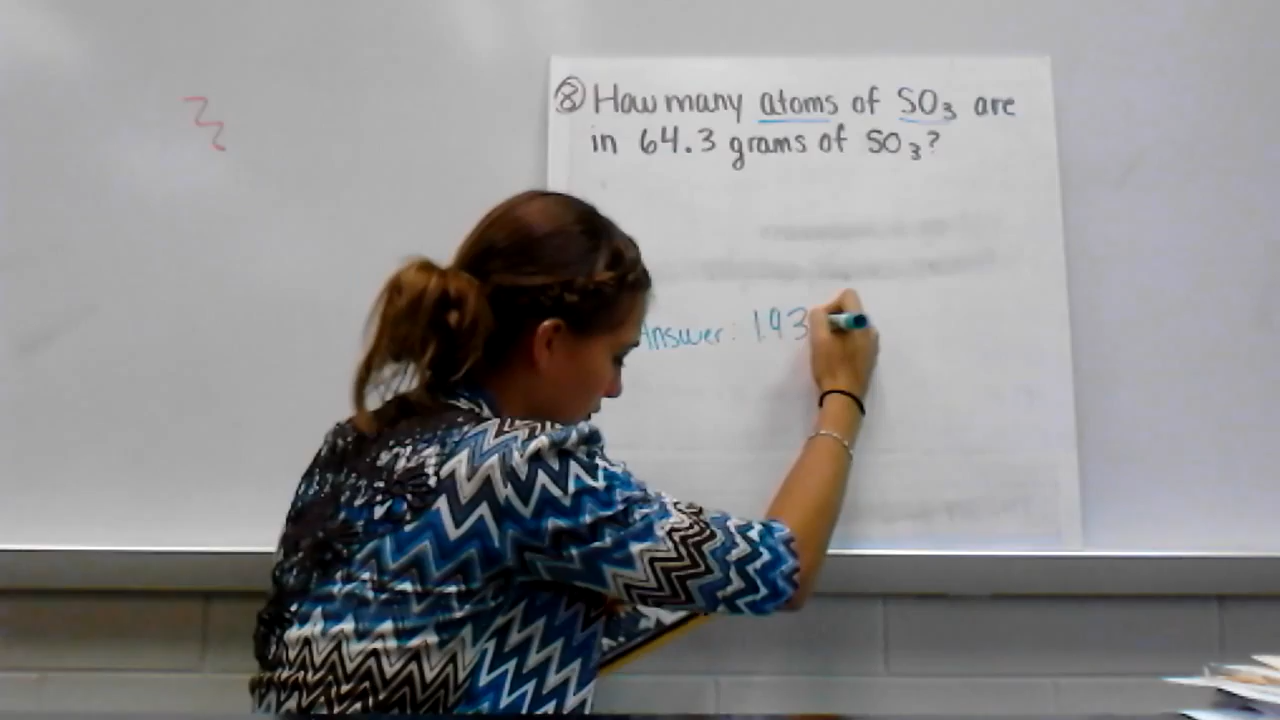 ⑧ How many atoms of SO₃ are
in 64.3 grams of SO₃?
Answer: 1.93